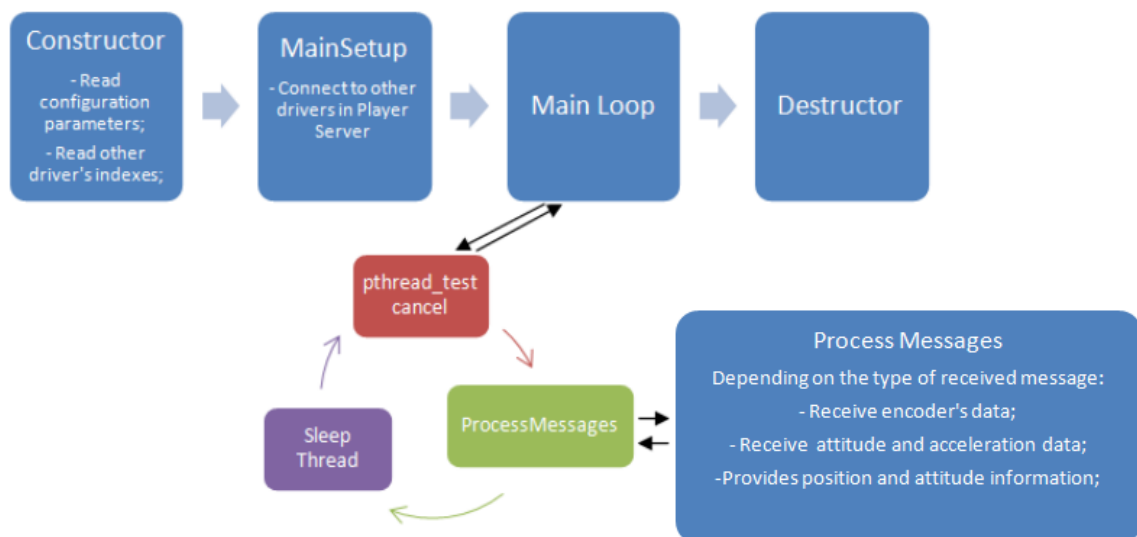 Constructor
- Read
configuration
parameters;
- Read other
driver's indexes;
MainSetup
- Connect to other
drivers in Player
Server
Main Loop
Destructor
pthread_test
cancel
ProcessMessages
Sleep
Thread
Process Messages
Depending on the type of received message:
- Receive encoder's data;
- Receive attitude and acceleration data;
-Provides position and attitude information;